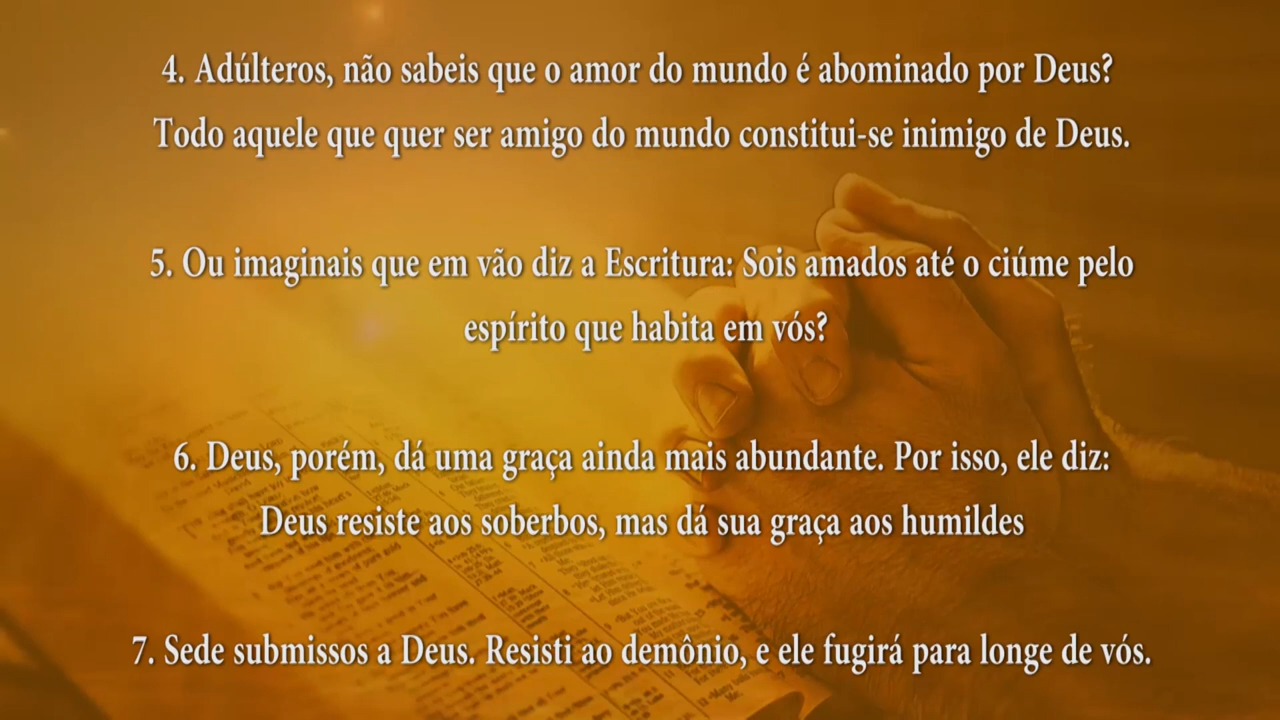 4. Adúlteros, não sabeis que o amor do mundo é abominado por Deus?
Todo aquele que quer ser amigo do mundo constitui-se inimigo de Deus.
5. Ou imaginais que em vão diz a Escritura: Sois amados até o ciúme pelo
espírito que habita em vós?
6. Deus, porém, dá uma graça ainda mais abundante. Por isso, ele diz:
Deus resiste aos soberbos, mas dá sua graça aos humildes
7. Sede submissos a Deus. Resisti ao demônio, e ele fugirá para longe de vós.